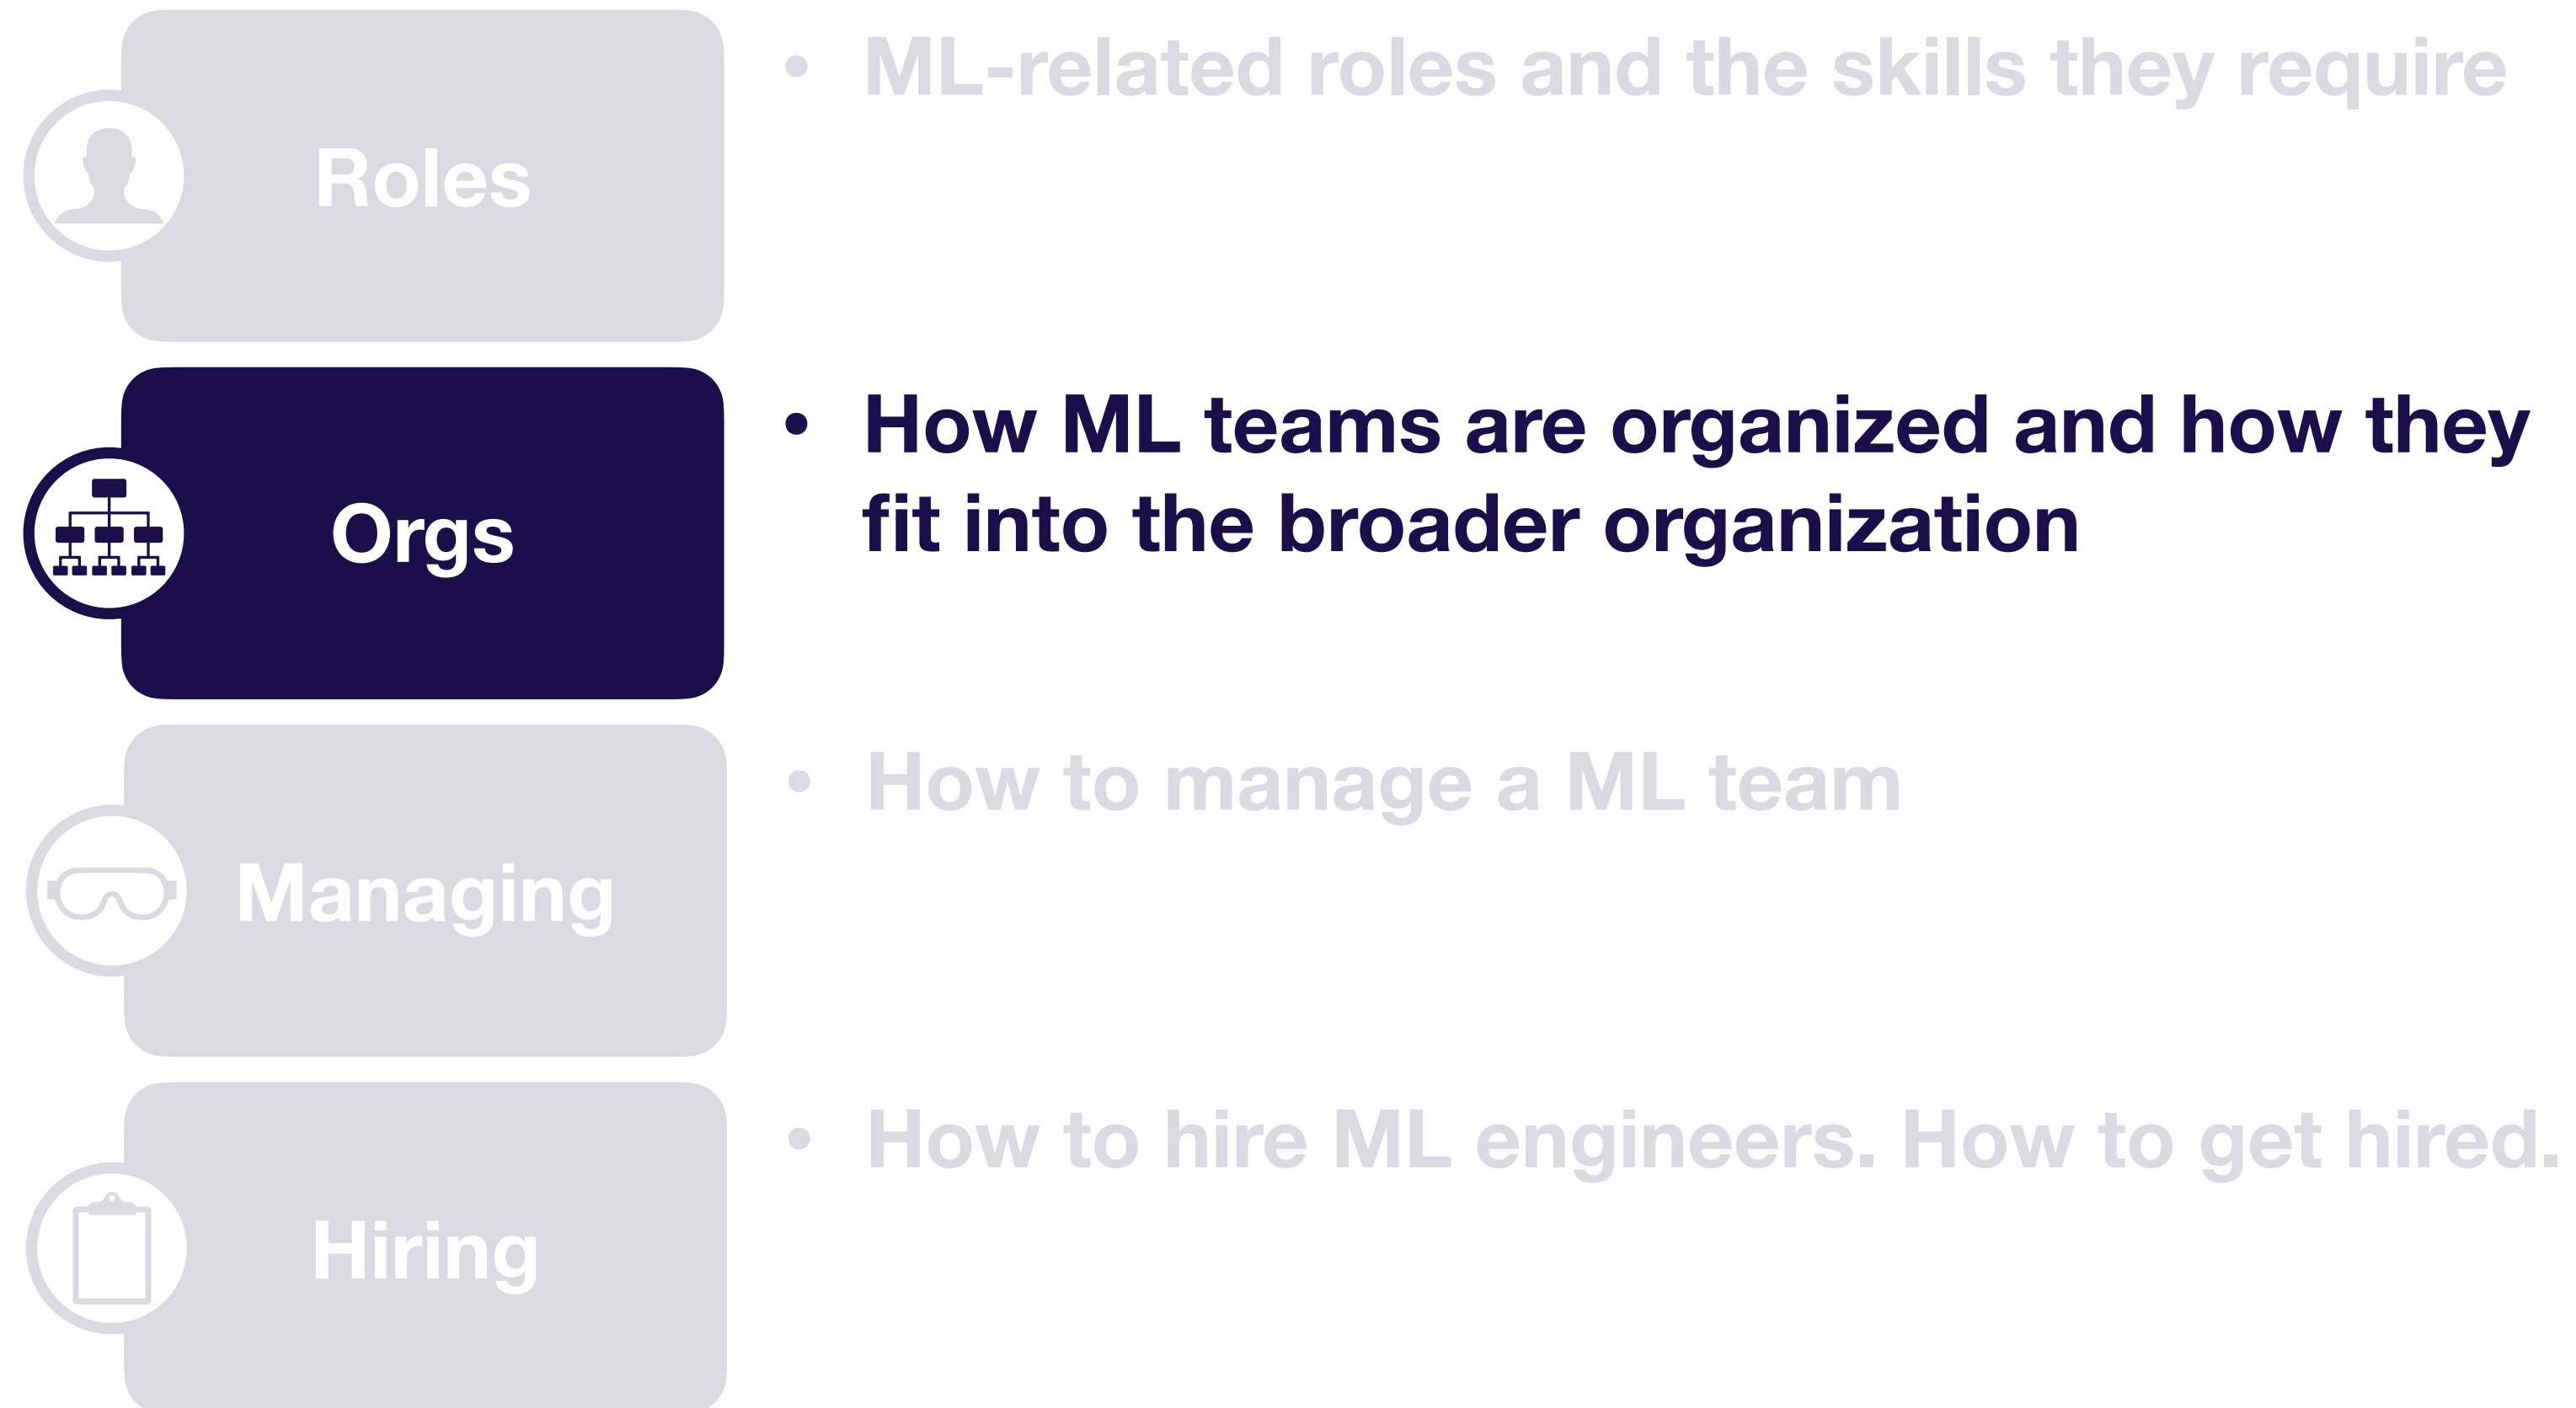 Roles
• ML-related roles and the skills they require
Orgs
• How ML teams are organized and how they
fit into the broader organization
Managing
• How to manage a ML team
Hiring
• How to hire ML engineers. How to get hired.